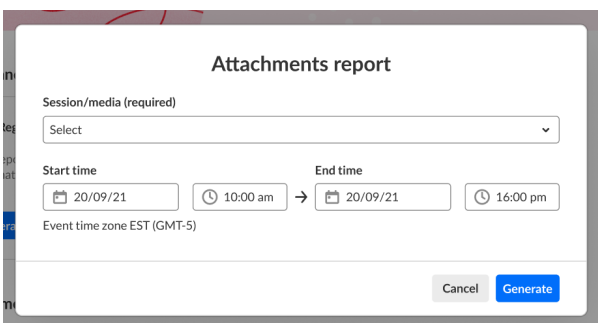 Attachments report
Session/media (required)
Select
Start time
End time
20/09/21
10:00 am
20/09/21
16:00 pm
Event time zone EST (GMT-5)
Cancel
Generate